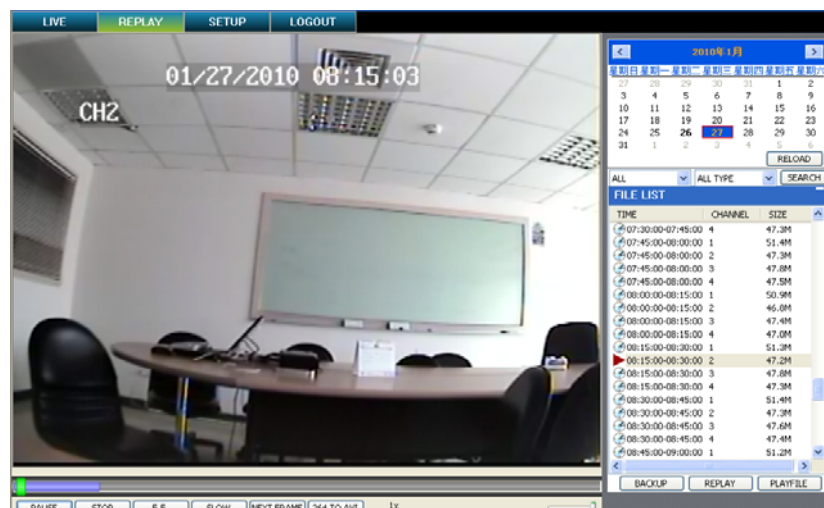 LIVE REPLAY SETUP LOGOUT
01/27/2010 08:15:03
CH2
2010年1月
星期日 星期一 星期二 星期三 星期四 星期五 星期六
27 28 29 30 31 1 2
3 4 5 6 7 8 9
10 11 12 13 14 15 16
17 18 19 20 21 22 23
24 25 26 27 28 29 30
31 1 2 3 4 5 6
RELOAD
ALL ALL TYPE SEARCH
FILE LIST
TIME CHANNEL SIZE
07:30:00-07:45:00 4 47.3M
07:45:00-08:00:00 1 51.4M
07:45:00-08:00:00 2 47.3M
07:45:00-08:00:00 3 47.8M
07:45:00-08:00:00 4 47.5M
08:00:00-08:15:00 1 50.9M
08:00:00-08:15:00 2 46.8M
08:00:00-08:15:00 3 47.4M
08:00:00-08:15:00 4 47.0M
08:15:00-08:30:00 1 51.3M
08:15:00-08:30:00 2 47.2M
08:15:00-08:30:00 3 47.8M
08:15:00-08:30:00 4 47.3M
08:30:00-08:45:00 1 51.4M
08:30:00-08:45:00 2 47.3M
08:30:00-08:45:00 3 47.6M
08:30:00-08:45:00 4 47.4M
08:45:00-09:00:00 1 51.2M
BACKUP REPLAY PLAYFILE
PAUSE STOP F.F. SLOW NEXT FRAME 264 TO AVI 1x